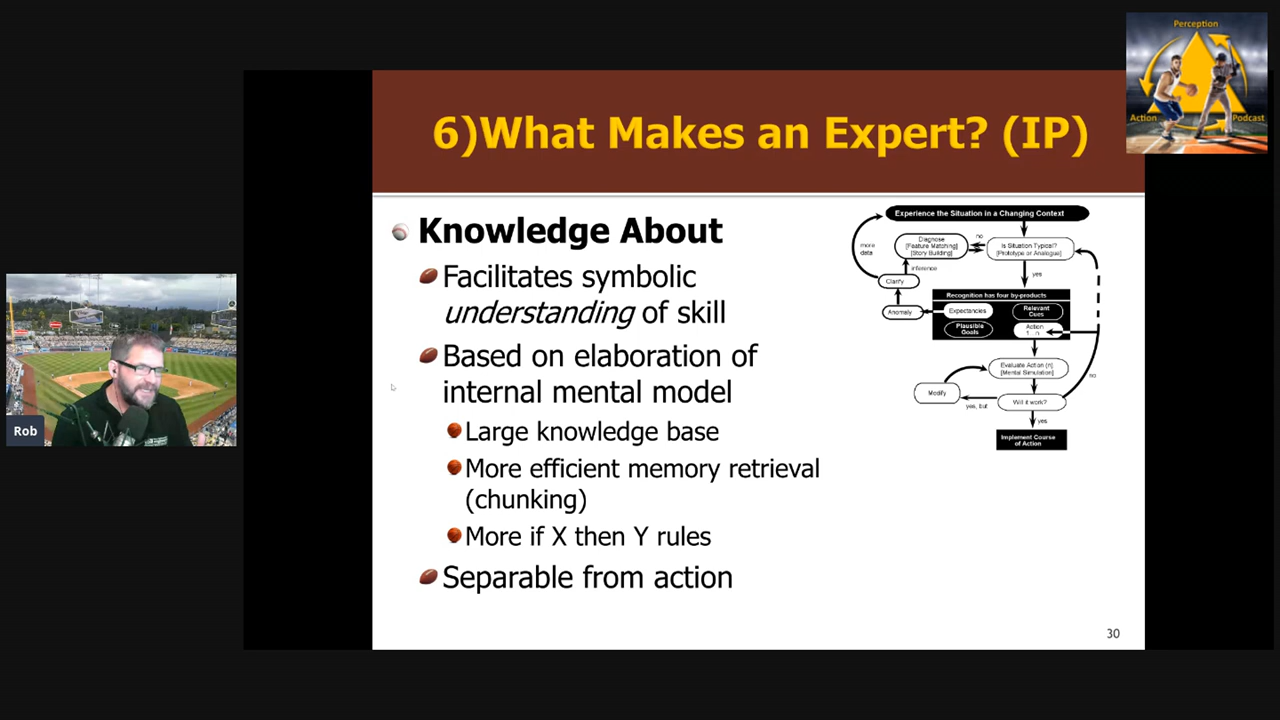 Perception
Action
Podcast
6)What Makes an Expert? (IP)
Knowledge About
Facilitates symbolic
understanding of skill
Based on elaboration of
internal mental model
Large knowledge base
More efficient memory retrieval
(chunking)
More if X then Y rules
Separable from action
Experience the Situation in a Changing Context
Diagnose
[Feature Matching]
[Story Building]
no
Is Situation Typical?
[Prototype or Analogue]
more
data
inference
yes
Clarify
Recognition has four by-products
Anomaly
Expectancies
Relevant
Cues
Plausible
Goals
Action
1...n
Evaluate Action (n)
[Mental Simulation]
no
Modify
yes, but
Will it work?
yes
Implement Course
of Action
Rob
30